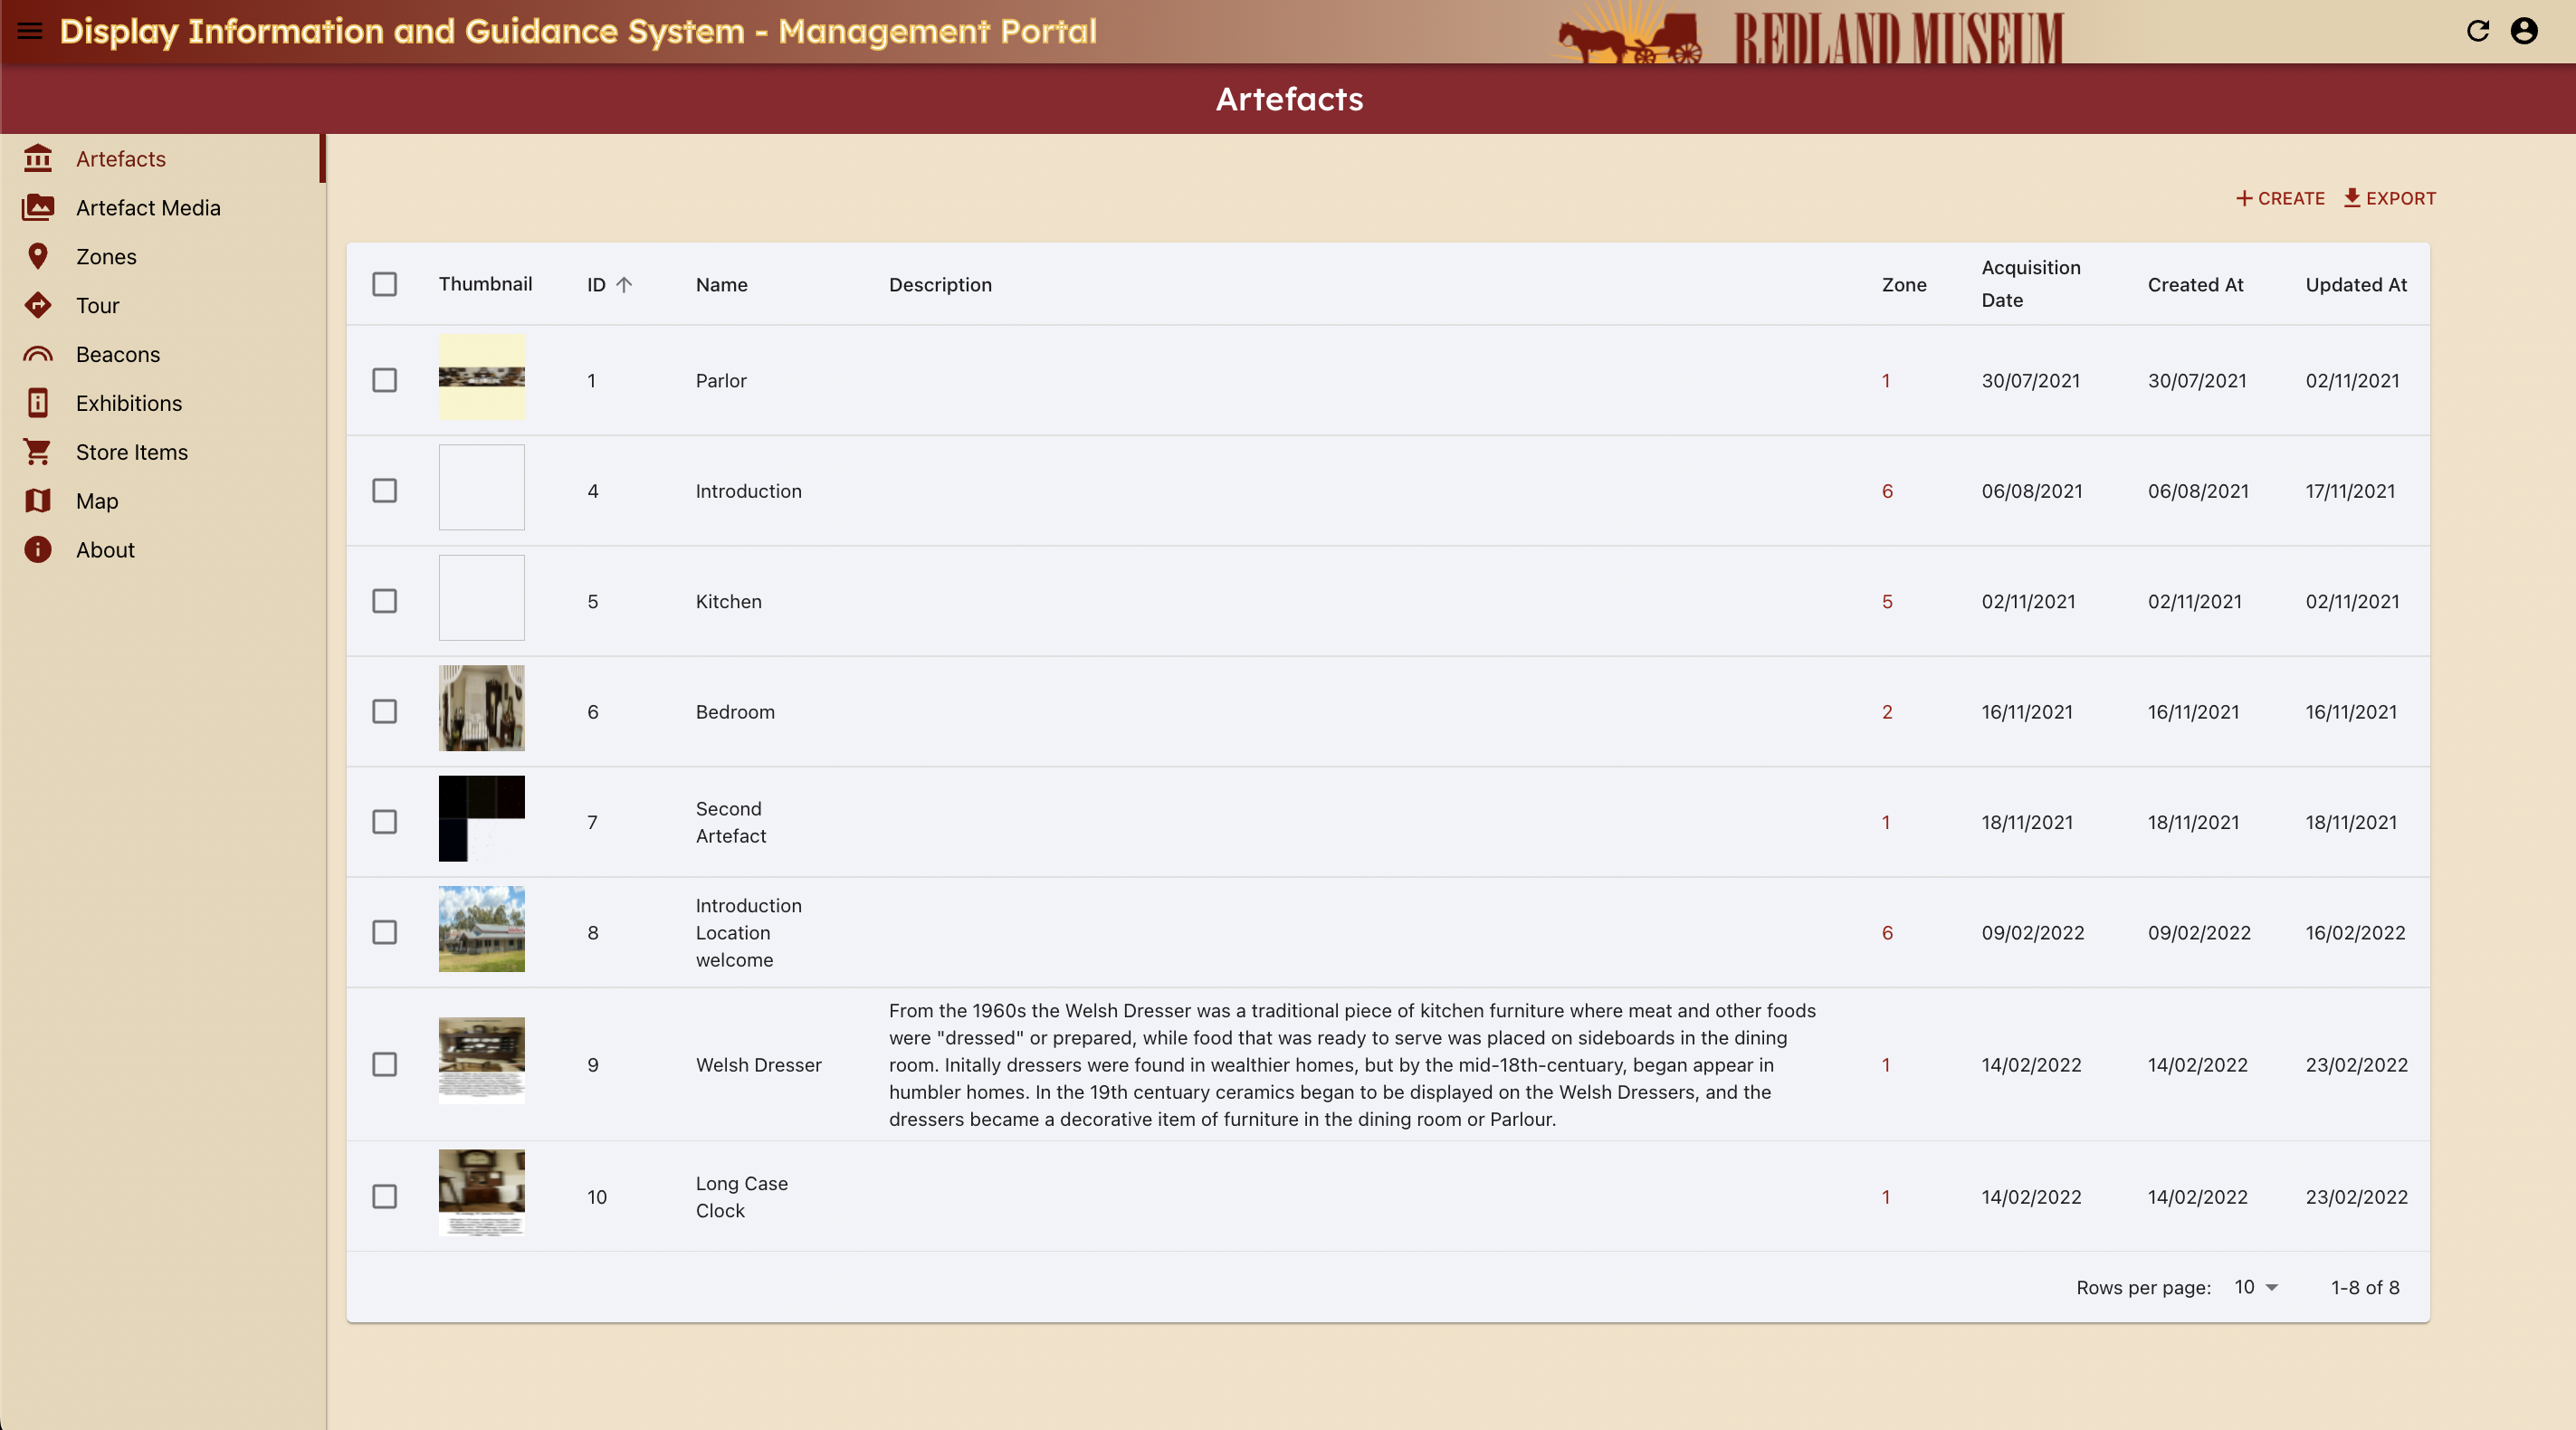 Display Information and Guidance System - Management Portal
REDLAND MUSEUM
Artefacts
Artefacts
Artefact Media
Zones
Tour
Beacons
Exhibitions
Store Items
Map
About
CREATE EXPORT
Thumbnail ID Name Description Zone Acquisition Date Created At Updated At
1 Parlor 1 30/07/2021 30/07/2021 02/11/2021
4 Introduction 6 06/08/2021 06/08/2021 17/11/2021
5 Kitchen 5 02/11/2021 02/11/2021 02/11/2021
6 Bedroom 2 16/11/2021 16/11/2021 16/11/2021
7 Second Artefact 1 18/11/2021 18/11/2021 18/11/2021
8 Introduction Location welcome 6 09/02/2022 09/02/2022 16/02/2022
9 Welsh Dresser
From the 1960s the Welsh Dresser was a traditional piece of kitchen furniture where meat and other foods
were "dressed" or prepared, while food that was ready to serve was placed on sideboards in the dining
room. Initally dressers were found in wealthier homes, but by the mid-18th-centuary, began appear in
humbler homes. In the 19th centuary ceramics began to be displayed on the Welsh Dressers, and the
dressers became a decorative item of furniture in the dining room or Parlour.
1 14/02/2022 14/02/2022 23/02/2022
10 Long Case Clock 1 14/02/2022 14/02/2022 23/02/2022
Rows per page: 10 1-8 of 8